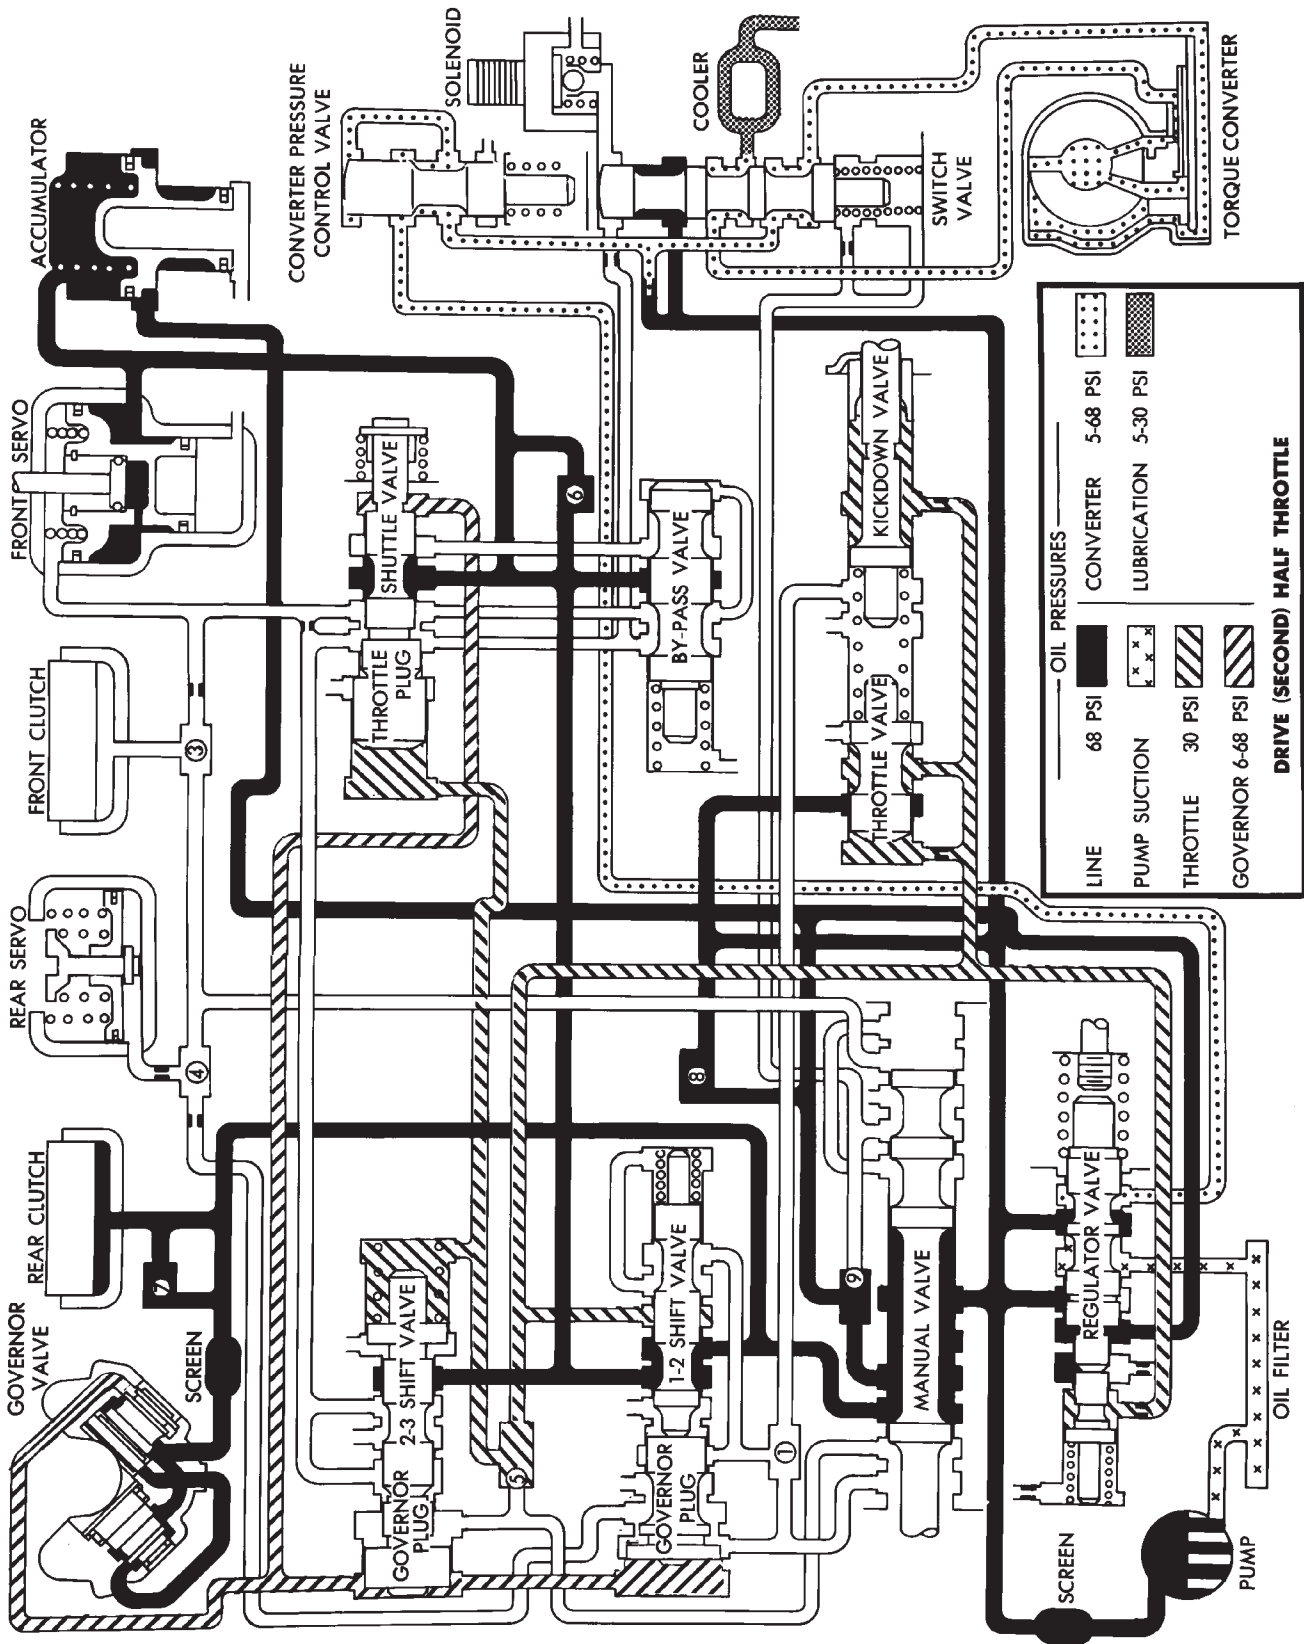 GOVERNOR
VALVE
REAR CLUTCH
REAR SERVO
FRONT CLUTCH
FRONT SERVO
ACCUMULATOR
SCREEN
7
4
3
CONVERTER PRESSURE
CONTROL VALVE
SOLENOID
GOVERNOR
PLUG
2-3 SHIFT VALVE
THROTTLE
PLUG
SHUTTLE VALVE
5
6
COOLER
GOVERNOR
PLUG
1-2 SHIFT VALVE
8
BY-PASS VALVE
1
9
SWITCH
VALVE
MANUAL VALVE
THROTTLE VALVE
KICKDOWN VALVE
REGULATOR VALVE
TORQUE CONVERTER
SCREEN
PUMP
OIL FILTER
OIL PRESSURES
LINE 68 PSI
CONVERTER 5-68 PSI
PUMP SUCTION
LUBRICATION 5-30 PSI
THROTTLE 30 PSI
GOVERNOR 6-68 PSI
DRIVE (SECOND) HALF THROTTLE